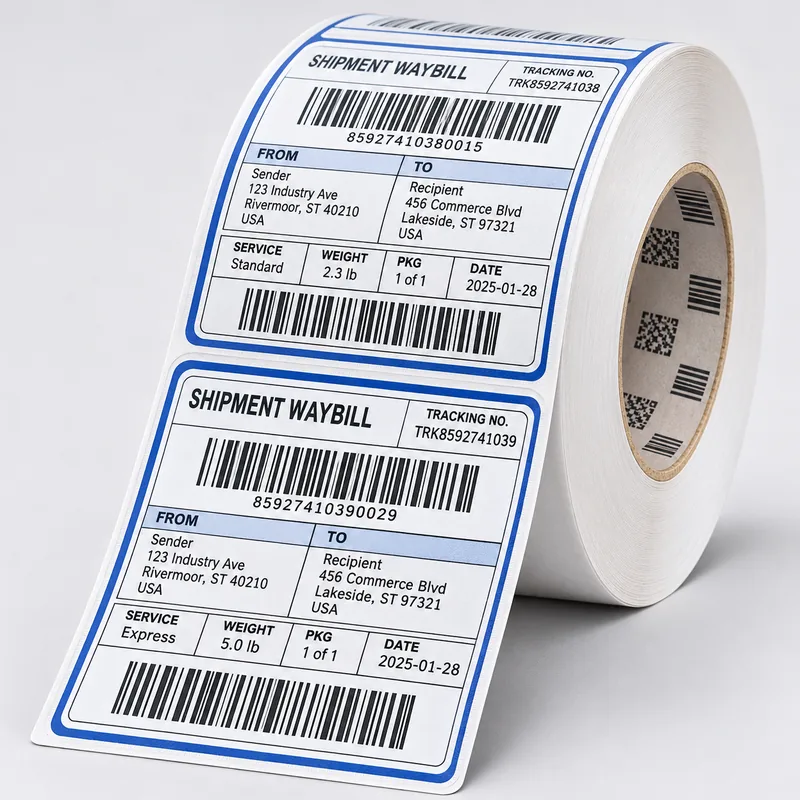 SHIPMENT WAYBILL
TRACKING NO.
TRK8592741038
85927410380015
FROM
TO
Sender
123 Industry Ave
Rivermoor, ST 40210
USA
Recipient
456 Commerce Blvd
Lakeside, ST 97321
USA
SERVICE
Standard
WEIGHT
2.3 lb
PKG
1 of 1
DATE
2025-01-28
SHIPMENT WAYBILL
TRACKING NO.
TRK8592741039
85927410390029
FROM
TO
Sender
123 Industry Ave
Rivermoor, ST 40210
USA
Recipient
456 Commerce Blvd
Lakeside, ST 97321
USA
SERVICE
Express
WEIGHT
5.0 lb
PKG
1 of 1
DATE
2025-01-28